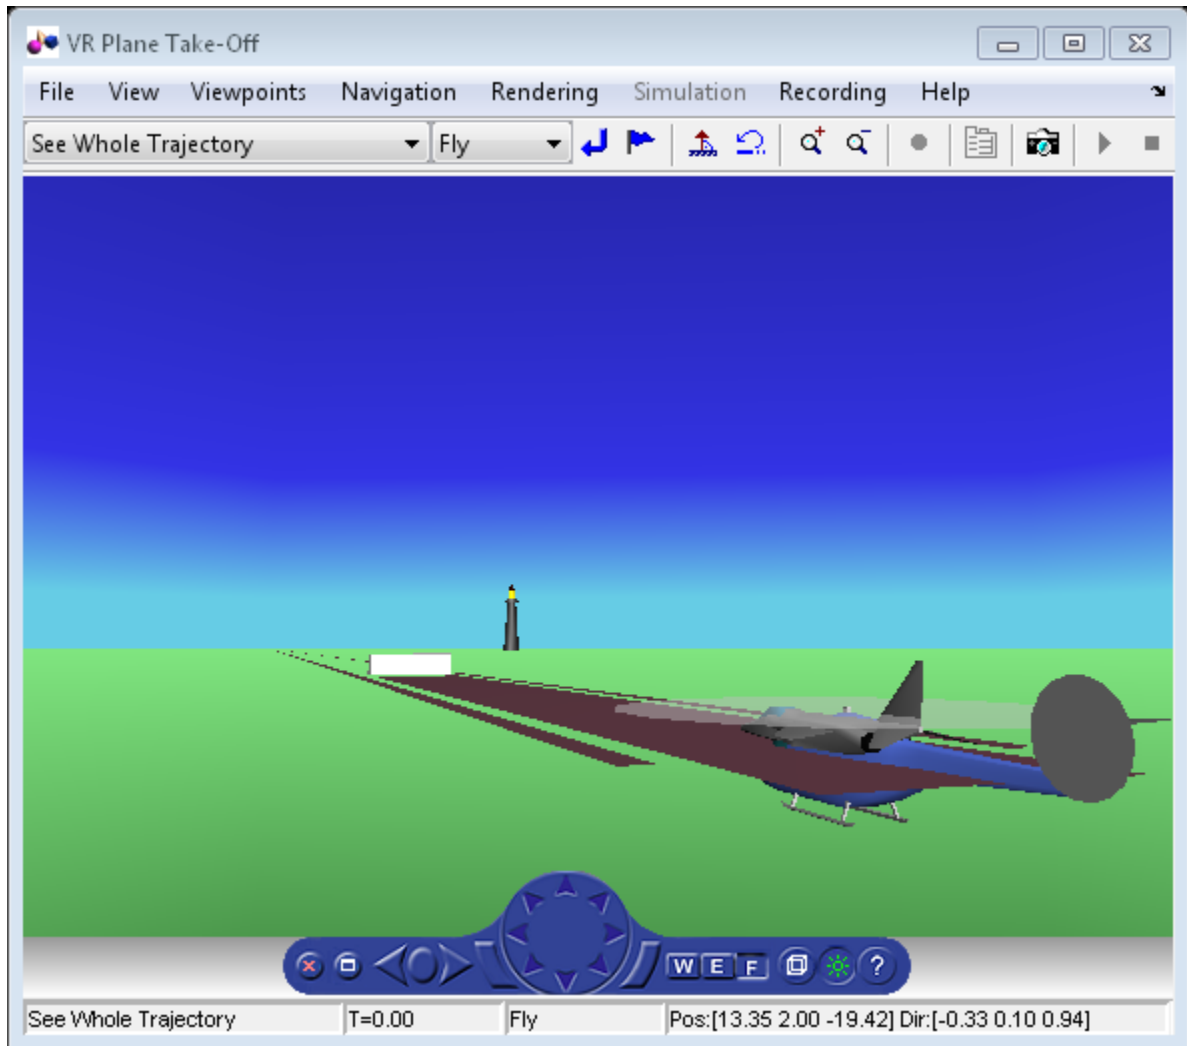 VR Plane Take-Off
File View Viewpoints Navigation Rendering Simulation Recording Help
See Whole Trajectory Fly
W E F ?
See Whole Trajectory T=0.00 Fly Pos:[13.35 2.00 -19.42] Dir:[-0.33 0.10 0.94]